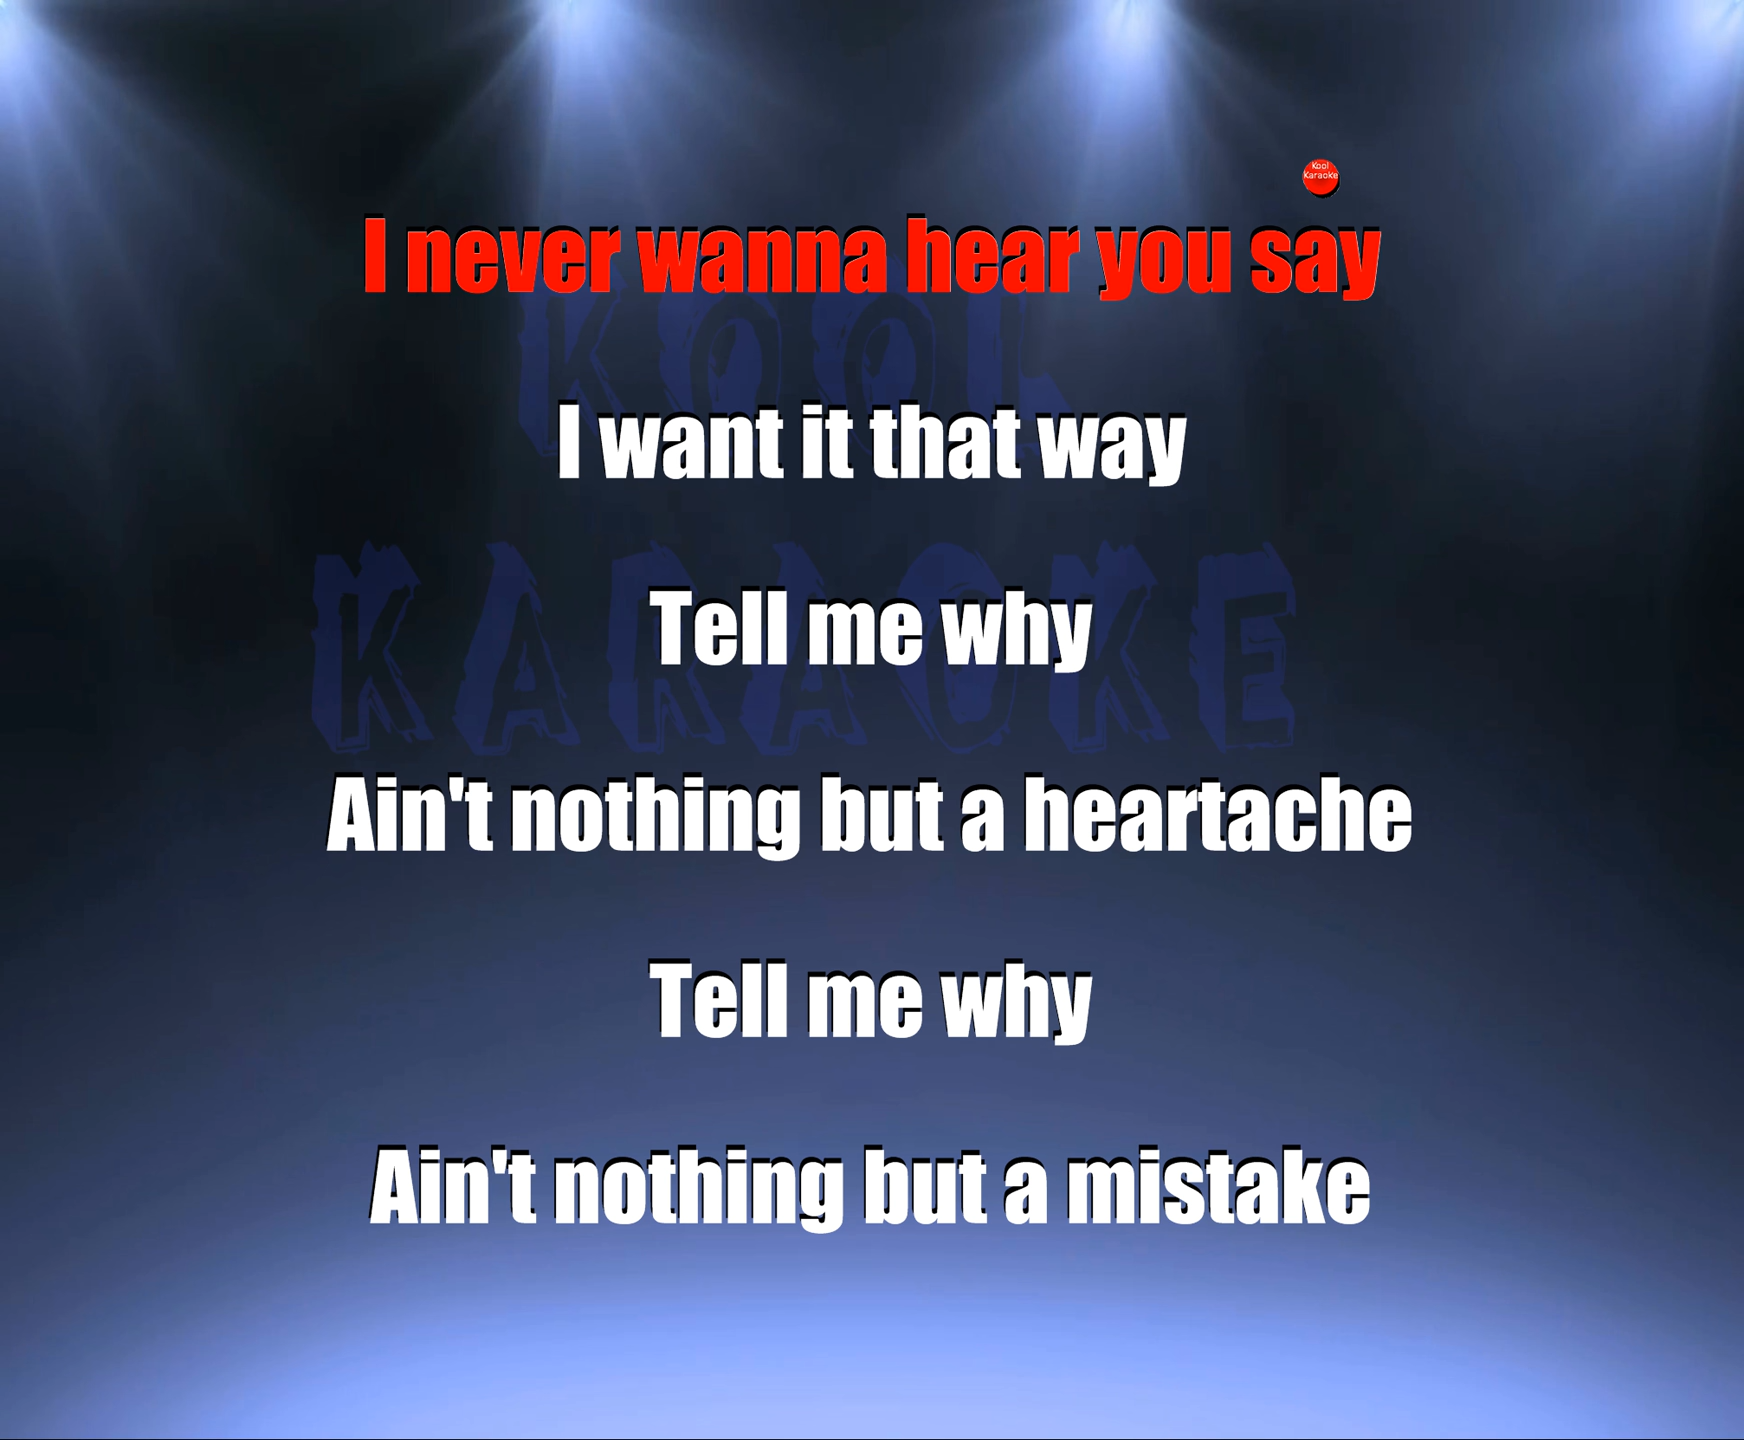 Kool
Karaoke
I never wanna hear you say
KOOL
I want it that way
KARAOKE
Tell me why
Ain't nothing but a heartache
Tell me why
Ain't nothing but a mistake